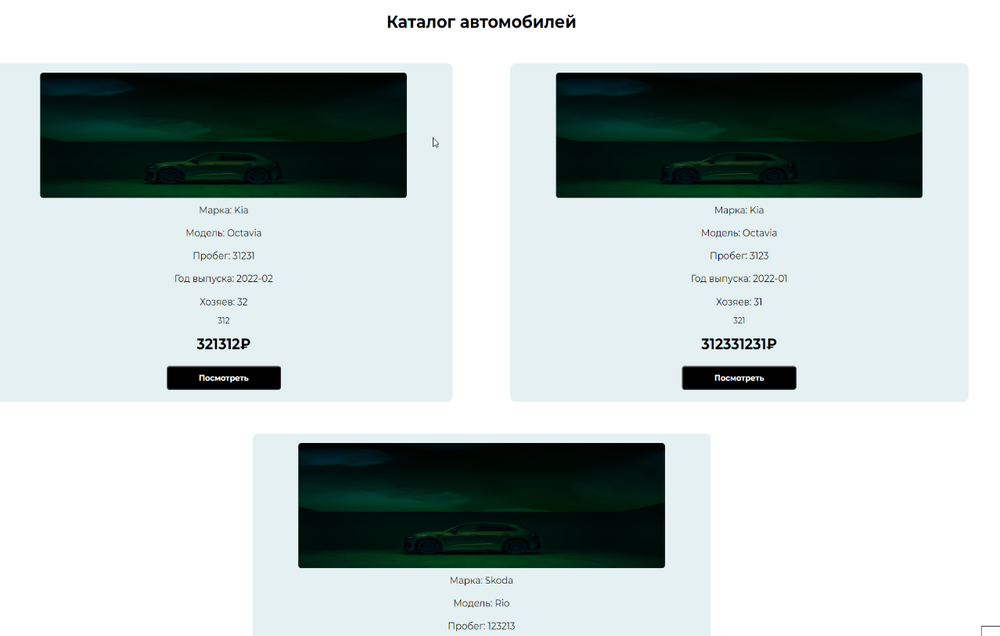 Каталог автомобилей
Марка: Kia
Модель: Octavia
Пробег: 31231
Год выпуска: 2022-02
Хозяев: 32
312
321312₽
Посмотреть
Марка: Kia
Модель: Octavia
Пробег: 3123
Год выпуска: 2022-01
Хозяев: 31
321
312331231₽
Посмотреть
Марка: Skoda
Модель: Rio
Пробег: 123213